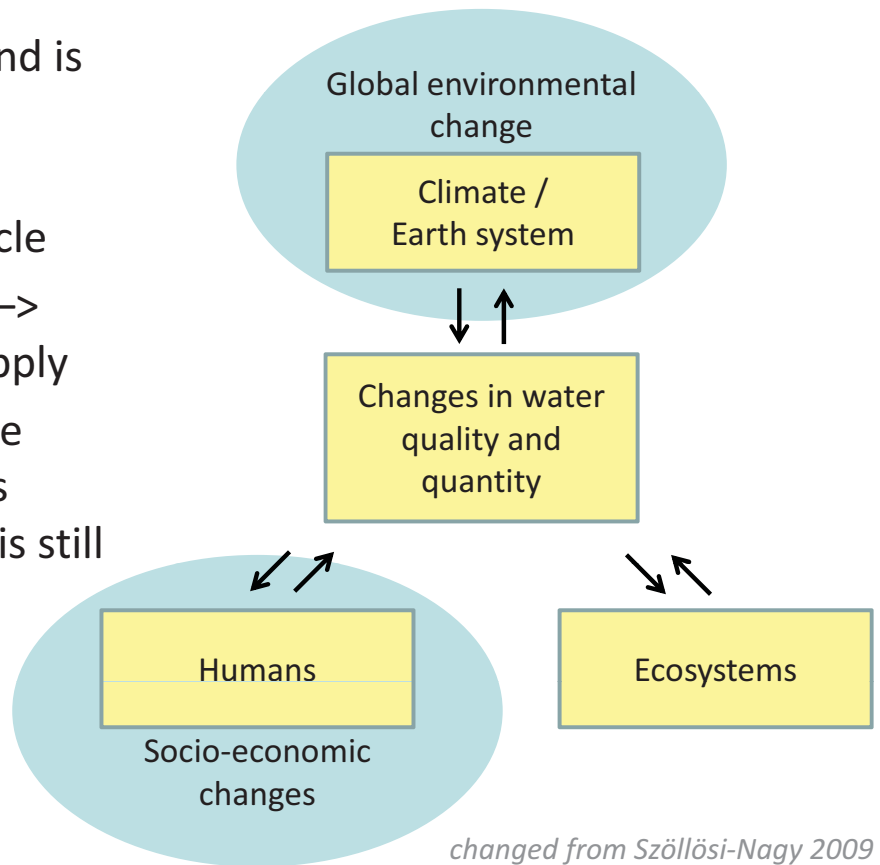 nd is
cle
–>
pply
e
s
is still
Global environmental
change
Climate /
Earth system
Changes in water
quality and
quantity
Humans
Socio-economic
changes
Ecosystems
changed from Szöllösi-Nagy 2009